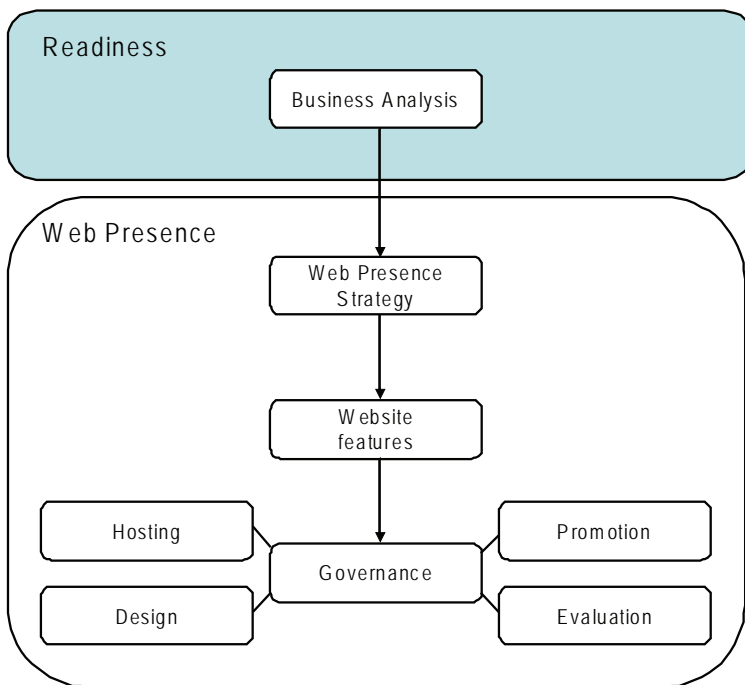 Readiness
Business Analysis
Web Presence
Web Presence
Strategy
Website
features
Hosting
Promotion
Governance
Design
Evaluation